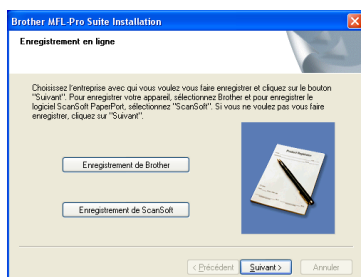 Brother MFL-Pro Suite Installation
Enregistrement en ligne
Choisissez l'entreprise avec qui vous voulez vous faire enregistrer et cliquez sur le bouton
"Suivant". Pour enregistrer votre appareil, sélectionnez Brother et pour enregistrer le
logiciel ScanSoft PaperPort, sélectionnez "ScanSoft". Si vous ne voulez pas vous faire
enregistrer, cliquez sur "Suivant".
Enregistrement de Brother
Enregistrement de ScanSoft
< Précédent Suivant > Annuler